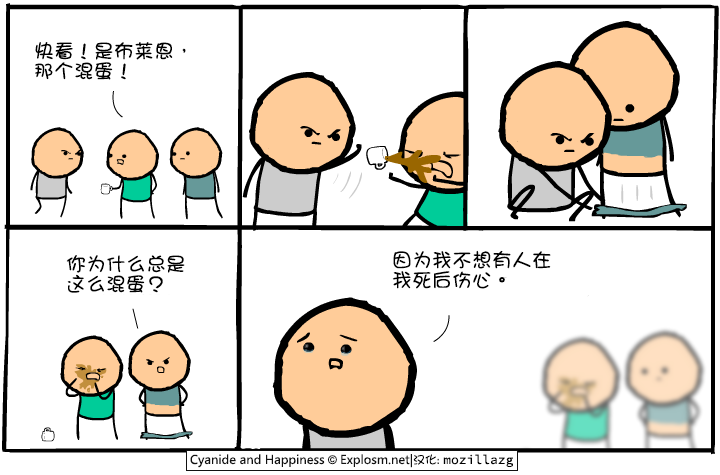 快看！是布莱恩，
那个混蛋！
你为什么总是
这么混蛋？
因为我不想有人在
我死后伤心。
Cyanide and Happiness © Explosm.net|汉化: mozillazg